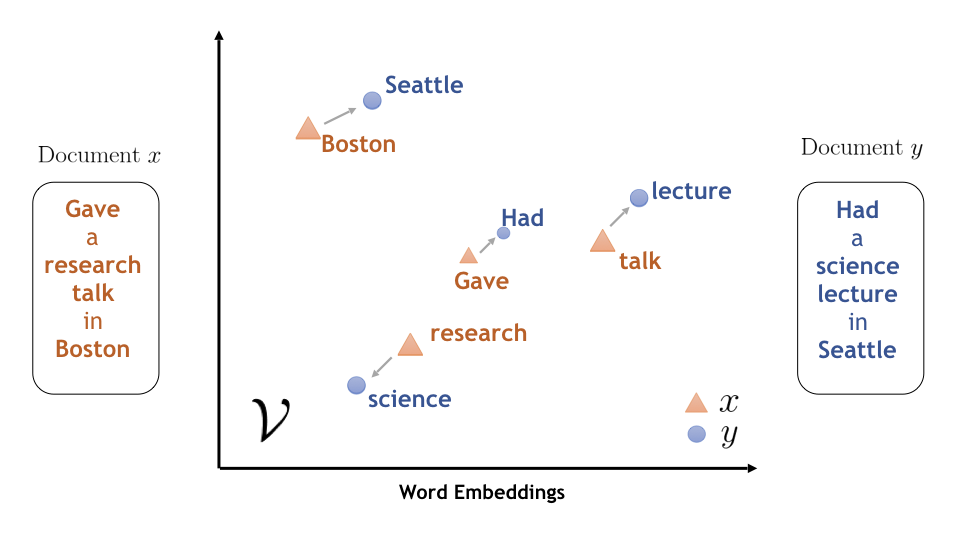 Document x
Gave
a
research
talk
in
Boston
Seattle
Boston
lecture
Had
talk
Gave
research
science
𝒱
x
y
Word Embeddings
Document y
Had
a
science
lecture
in
Seattle